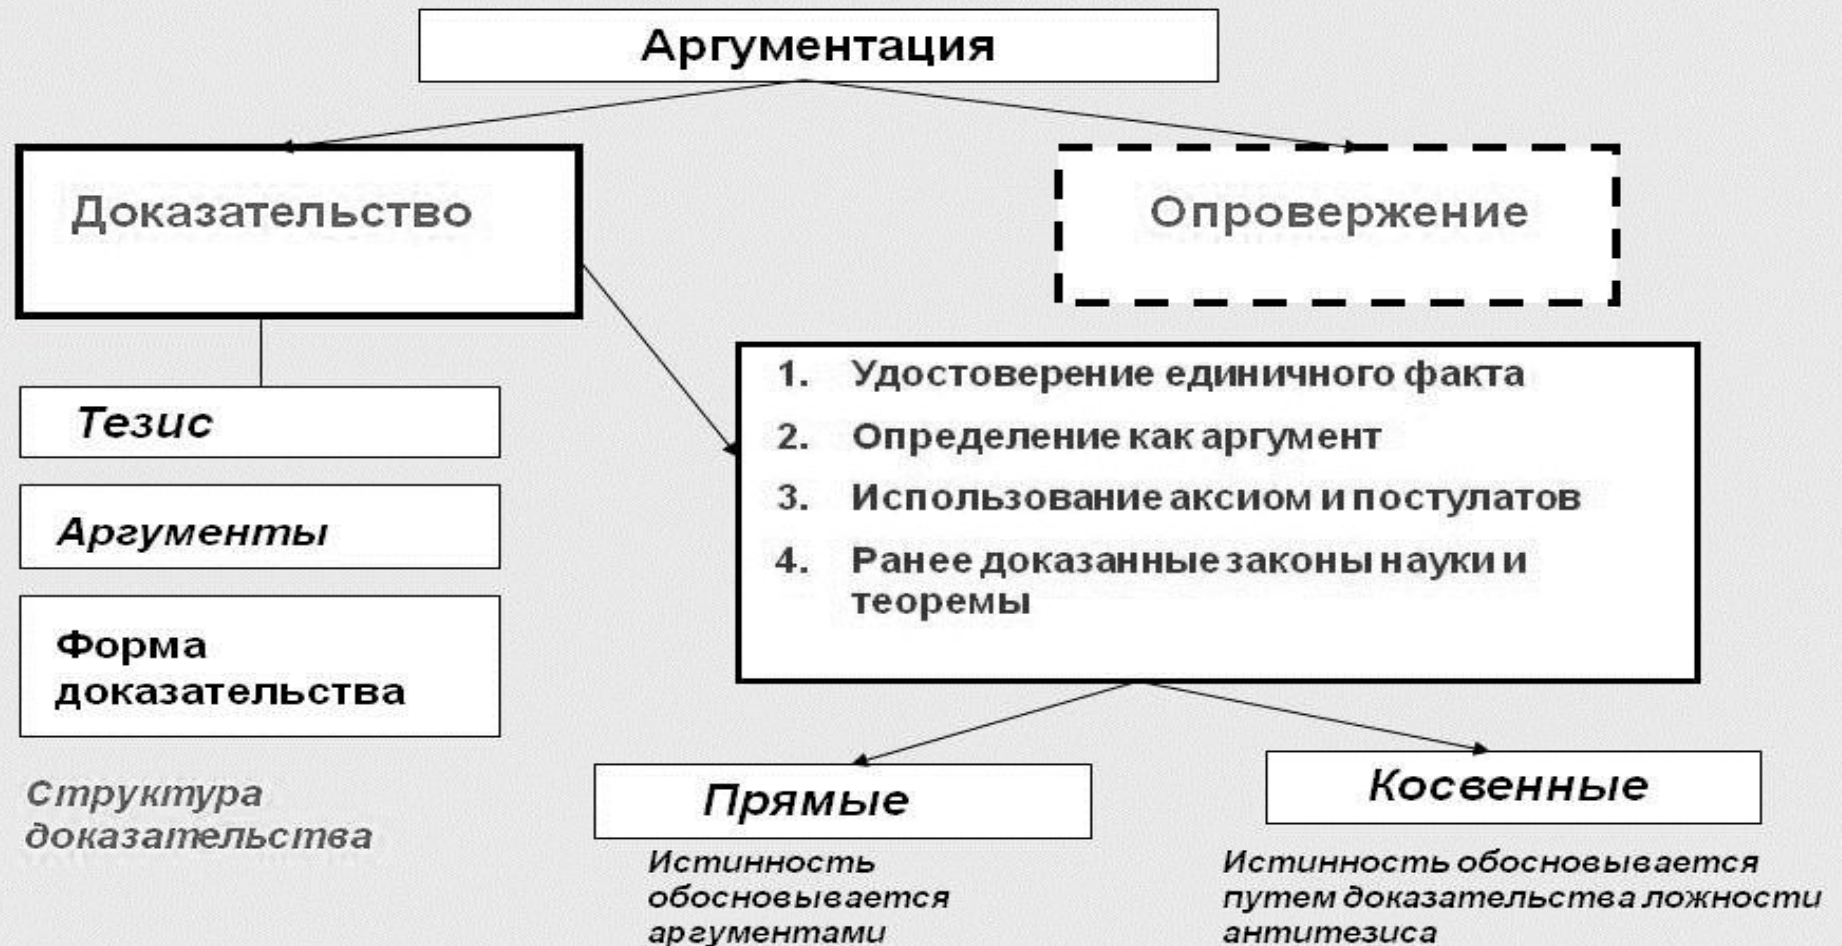 Аргументация
Доказательство
Опровержение
Тезис
Аргументы
Форма
доказательства
Структура
доказательства
1. Удостоверение единичного факта
2. Определение как аргумент
3. Использование аксиом и постулатов
4. Ранее доказанные законы науки и
теоремы
Прямые
Истинность
обосновывается
аргументами
Косвенные
Истинность обосновывается
путем доказательства ложности
антитезиса